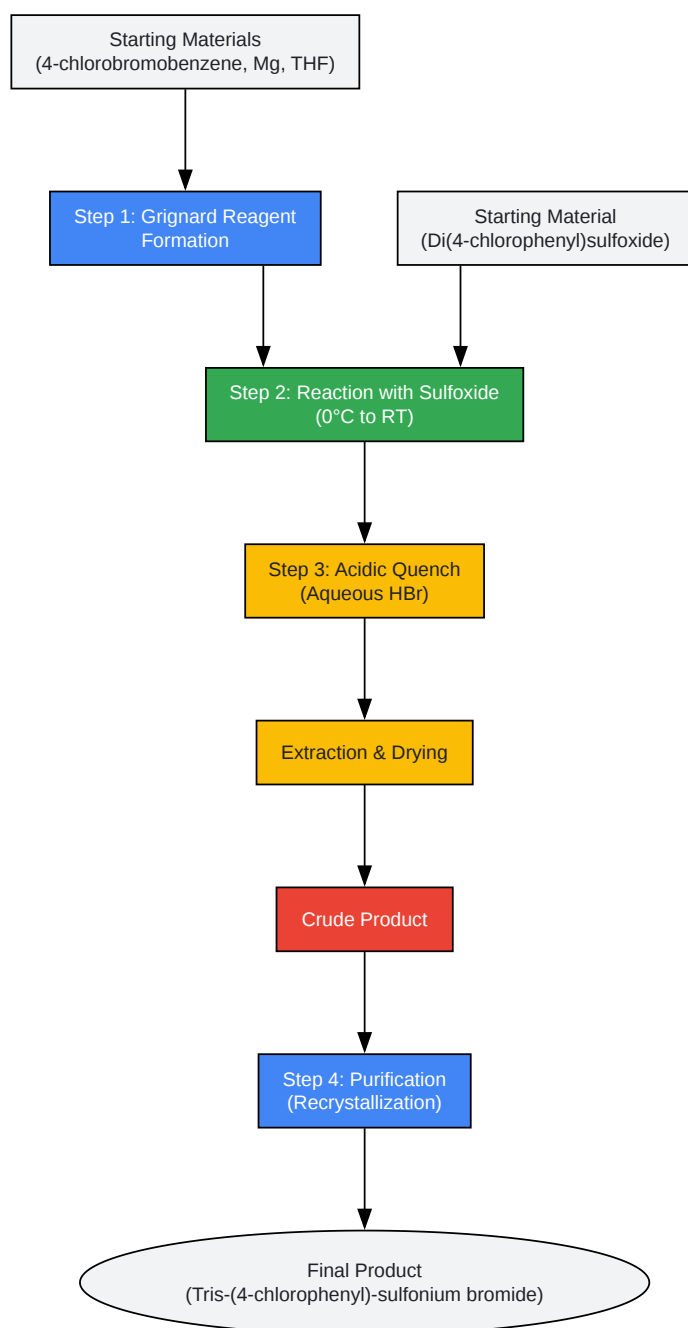 Starting Materials
(4-chlorobromobenzene, Mg, THF)
Step 1: Grignard Reagent
Formation
Starting Material
(Di(4-chlorophenyl)sulfoxide)
Step 2: Reaction with Sulfoxide
(0°C to RT)
Step 3: Acidic Quench
(Aqueous HBr)
Extraction & Drying
Crude Product
Step 4: Purification
(Recrystallization)
Final Product
(Tris-(4-chlorophenyl)-sulfonium bromide)